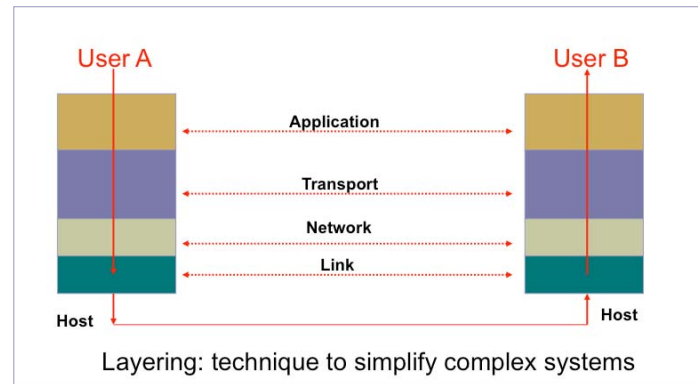 User A
User B
Application
Transport
Network
Link
Host
Host
Layering: technique to simplify complex systems